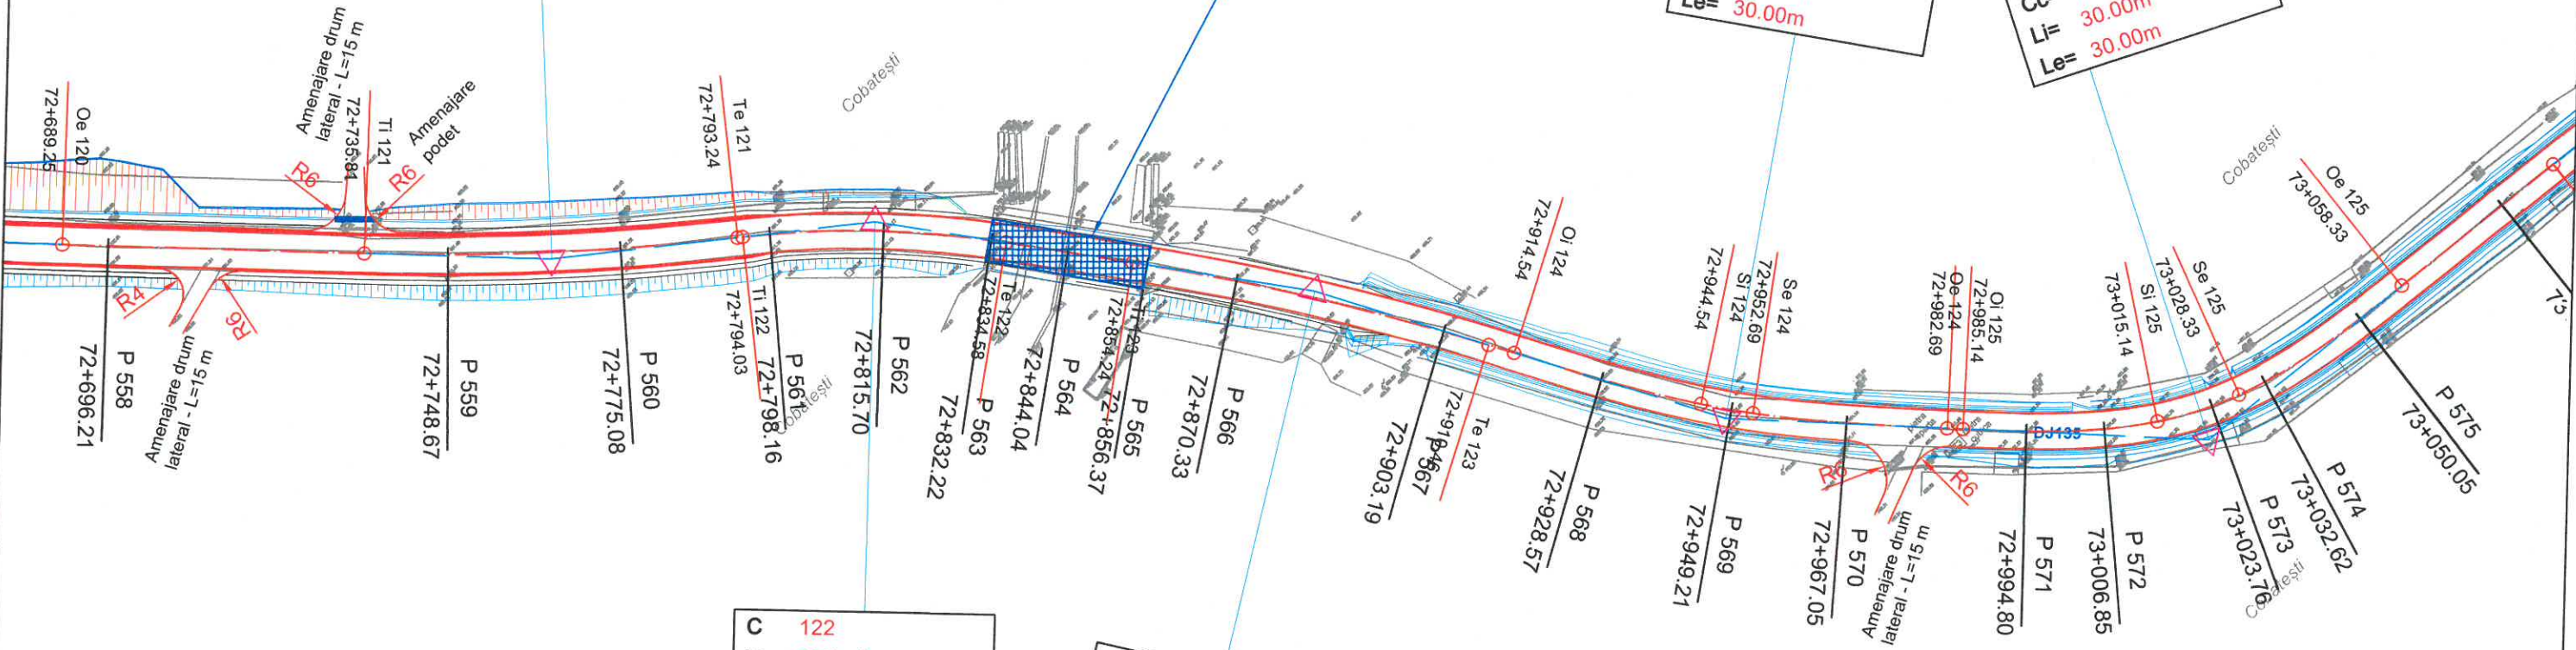 Le= 30.00m
30.00m
Li= 30.00m
Le= 30.00m
Oe 120
72+689.25
Amenajare drum
lateral - L=15 m
Ti 121
72+735.81
Amenajare
podet
R6
R6
Te 121
72+793.24
Cobatești
R4
R6
Amenajare drum
lateral - L=15 m
P 558
72+696.21
P 559
72+748.67
P 560
72+775.08
Ti 122
72+794.03
P 561
72+798.16
Cobatești
P 562
72+815.70
Te 122
72+834.58
P 563
72+832.22
P 564
72+844.04
Ti 123
72+854.24
P 565
72+856.37
P 566
72+870.33
Te 123
P 567
72+903.19
Oi 124
72+914.54
P 568
72+928.57
Si 124
72+944.54
Se 124
72+952.69
P 569
72+949.21
P 570
72+967.05
R6
R6
Amenajare drum
lateral - L=15 m
Oe 124
72+982.69
Oi 125
72+985.14
DJ135
P 571
72+994.80
P 572
73+006.85
Si 125
73+015.14
Se 125
73+028.33
P 573
73+023.76
Cobatești
P 574
73+032.62
P 575
73+050.05
Oe 125
73+058.33
Cobatești
C 122